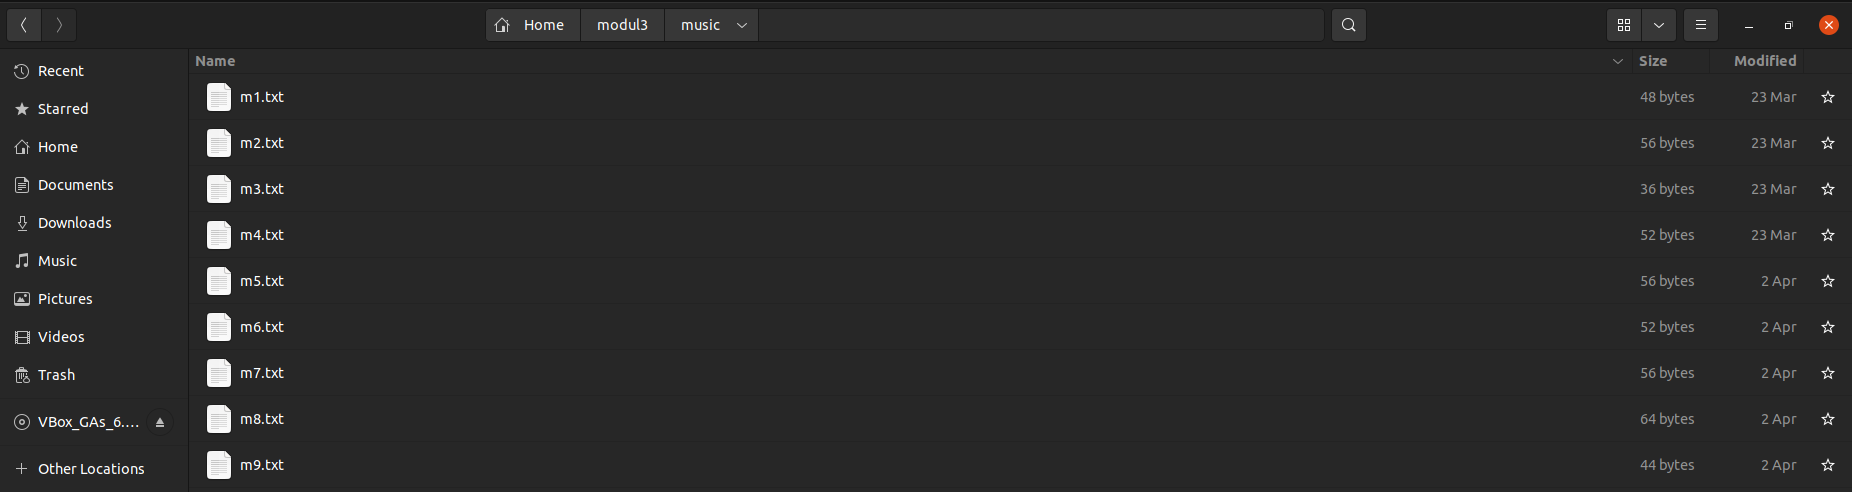 Home modul3 music
Recent
Starred
Home
Documents
Downloads
Music
Pictures
Videos
Trash
VBox_GAs_6....
Other Locations
Name Size Modified
m1.txt 48 bytes 23 Mar
m2.txt 56 bytes 23 Mar
m3.txt 36 bytes 23 Mar
m4.txt 52 bytes 23 Mar
m5.txt 56 bytes 2 Apr
m6.txt 52 bytes 2 Apr
m7.txt 56 bytes 2 Apr
m8.txt 64 bytes 2 Apr
m9.txt 44 bytes 2 Apr